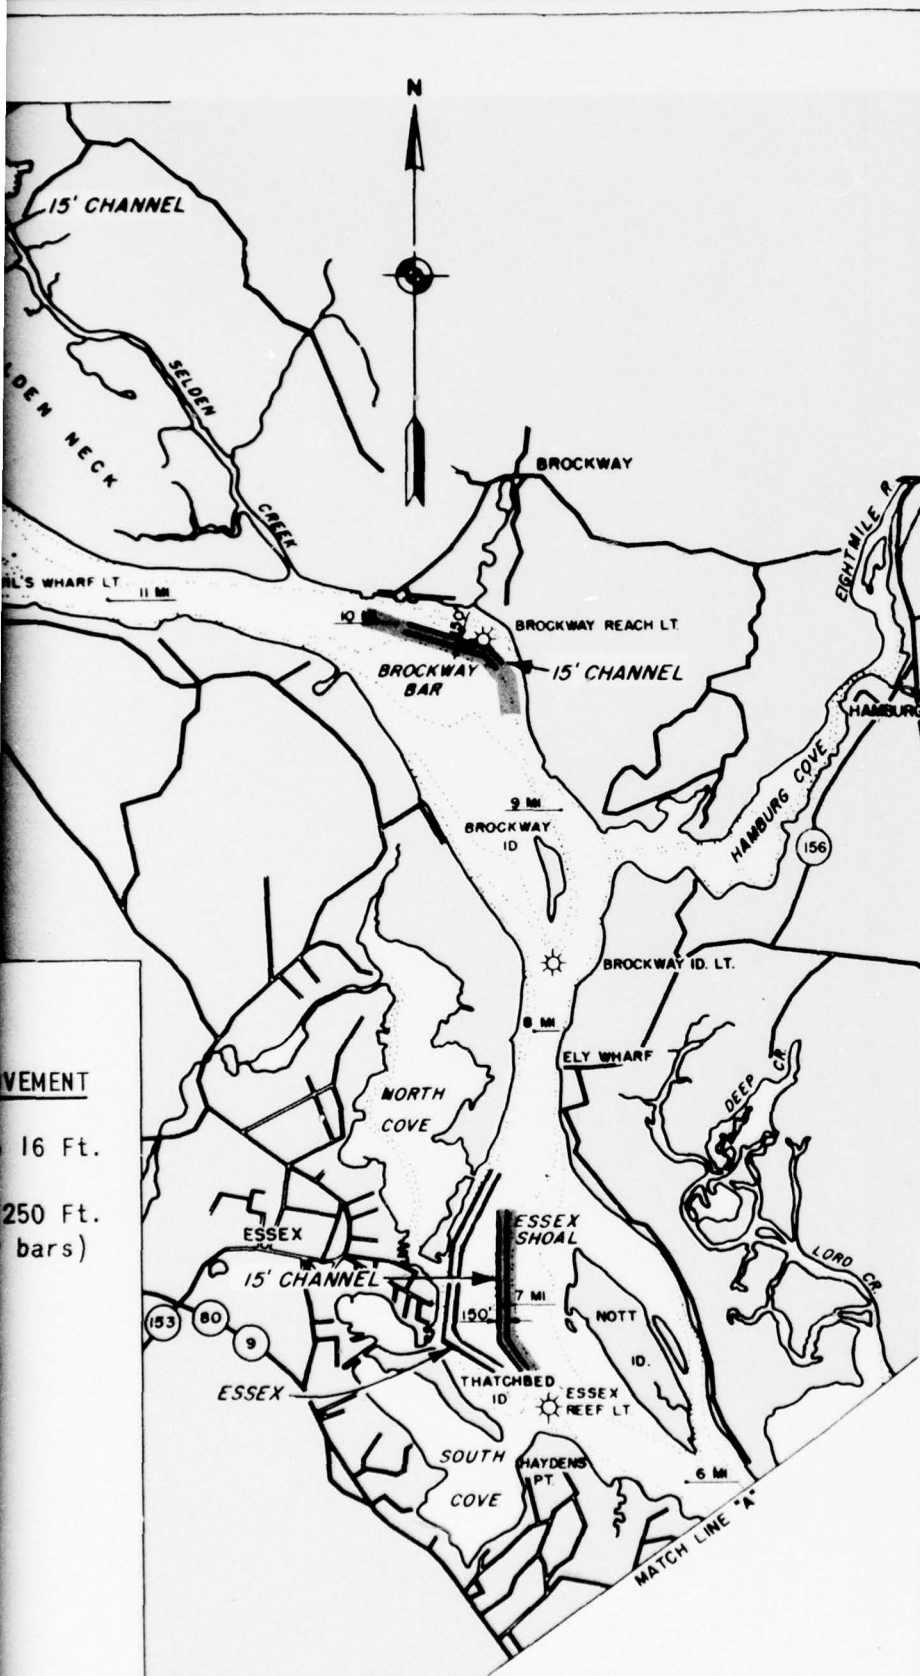 N
15' CHANNEL
SELDEN
NECK
CREEK
BROCKWAY
EIGHTMILE R.
WHARF LT.
11 MI
10
150'
BROCKWAY REACH LT.
BROCKWAY
BAR
15' CHANNEL
HAMBURG
HAMBURG COVE
9 MI
BROCKWAY
ID
156
BROCKWAY ID. LT.
8 MI
ELY WHARF
DEEP CR.
NORTH
COVE
VEMENT
16 Ft.
250 Ft.
bars)
ESSEX
SHOAL
ESSEX
15' CHANNEL
LORD CR.
7 MI
150'
NOTT
ID.
153
80
9
ESSEX
THATCHBED
ID
ESSEX
REEF LT.
SOUTH
COVE
HAYDENS
PT.
6 MI
MATCH LINE "A"